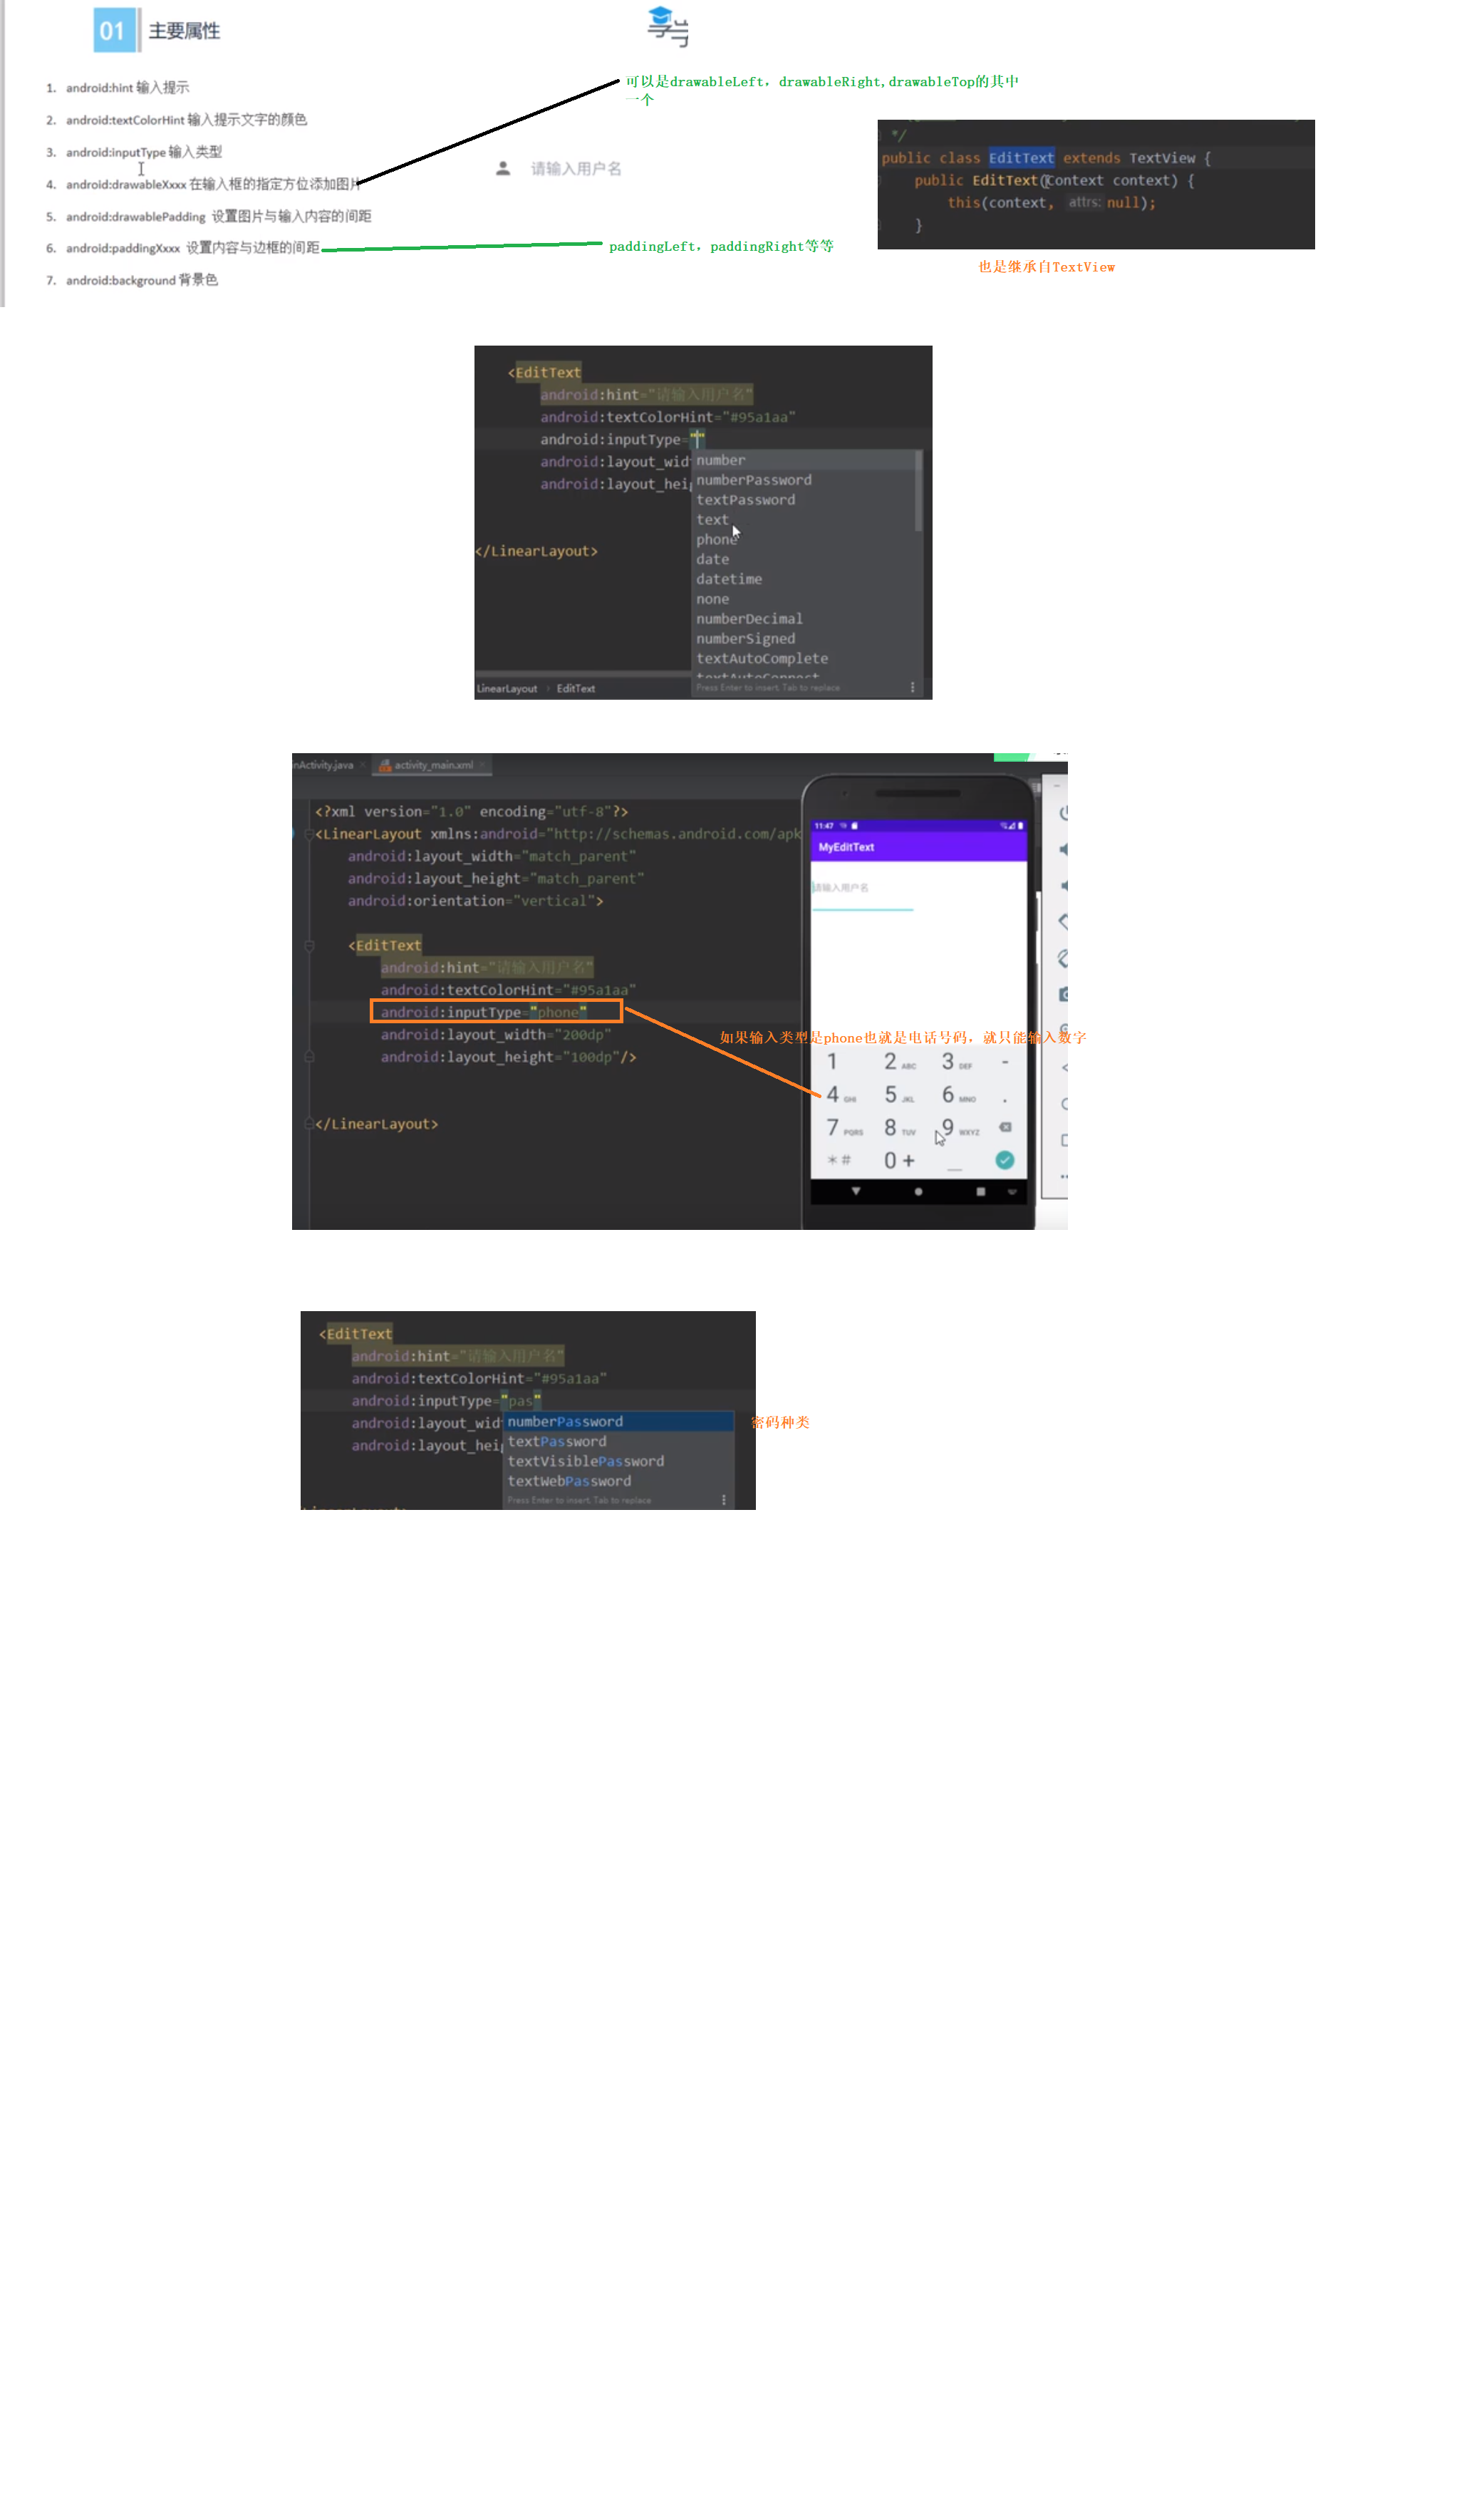 01 主要属性
1. android:hint 输入提示
2. android:textColorHint 输入提示文字的颜色
3. android:inputType 输入类型
4. android:drawableXxxx 在输入框的指定方位添加图片
5. android:drawablePadding 设置图片与输入内容的间距
6. android:paddingXxxx 设置内容与边框的间距
7. android:background 背景色
可以是drawableLeft，drawableRight,drawableTop的其中
一个
请输入用户名
paddingLeft，paddingRight等等
*/
public class EditText extends TextView {
public EditText(Context context) {
this(context, attrs: null);
}
也是继承自TextView
<EditText
android:hint="请输入用户名"
android:textColorHint="#95a1aa"
android:inputType=""
android:layout_widt
android:layout_heig
</LinearLayout>
number
numberPassword
textPassword
text
phone
date
datetime
none
numberDecimal
numberSigned
textAutoComplete
textAutoCorrect
Press Enter to insert, Tab to replace
LinearLayout › EditText
inActivity.java × activity_main.xml ×
<?xml version="1.0" encoding="utf-8"?>
<LinearLayout xmlns:android="http://schemas.android.com/apk
android:layout_width="match_parent"
android:layout_height="match_parent"
android:orientation="vertical">
<EditText
android:hint="请输入用户名"
android:textColorHint="#95a1aa"
android:inputType="phone"
android:layout_width="200dp"
android:layout_height="100dp"/>
</LinearLayout>
11:47
MyEditText
请输入用户名
如果输入类型是phone也就是电话号码，就只能输入数字
1 2 ABC 3 DEF -
4 GHI 5 JKL 6 MNO .
7 PQRS 8 TUV 9 WXYZ
*# 0 + _
<EditText
android:hint="请输入用户名"
android:textColorHint="#95a1aa"
android:inputType="pas"
android:layout_widt
android:layout_heig
numberPassword
textPassword
textVisiblePassword
textWebPassword
Press Enter to insert, Tab to replace
密码种类